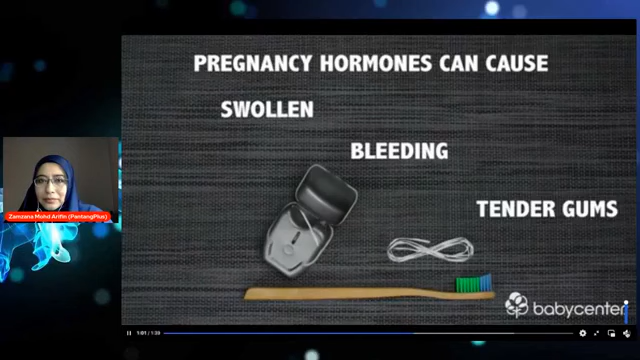 PREGNANCY HORMONES CAN CAUSE
SWOLLEN
BLEEDING
TENDER GUMS
Zamzana Mohd Arifin (PantangPlus)
babycenter
1:01 / 1:39